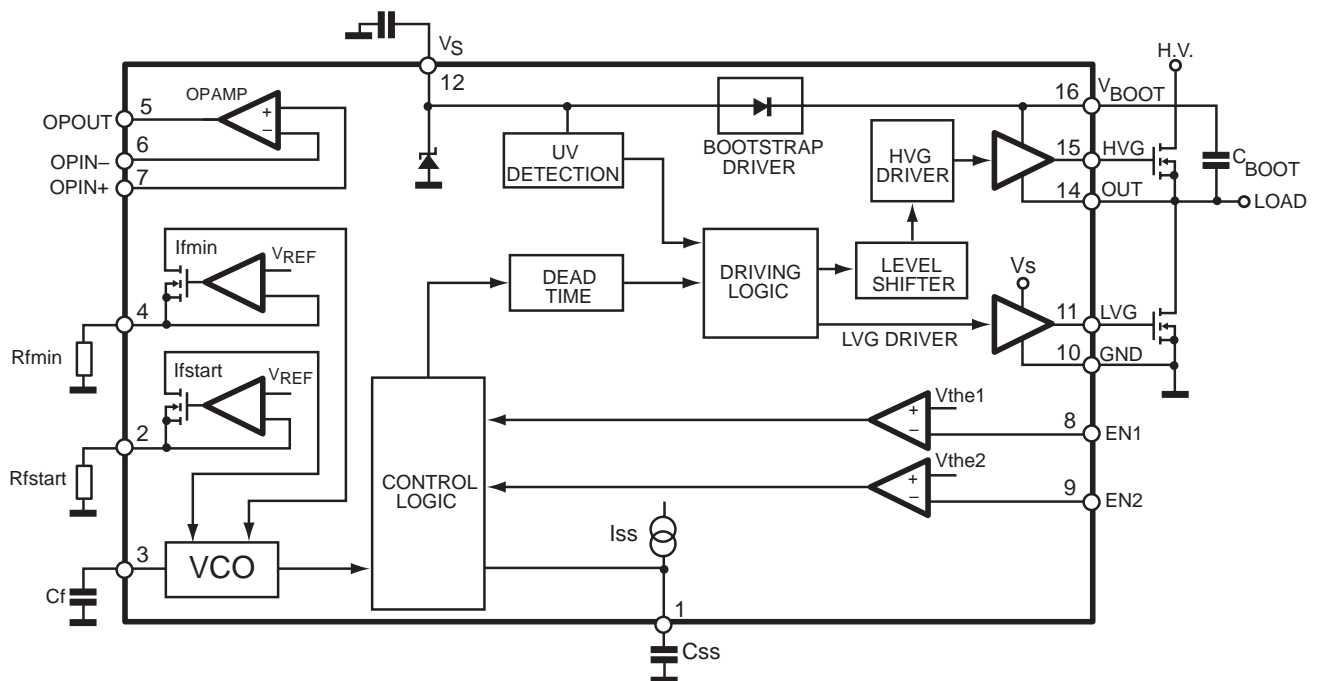 VS
12
H.V.
OPAMP
5
OPOUT
+
–
6
OPIN–
7
OPIN+
16
VBOOT
BOOTSTRAP
DRIVER
UV
DETECTION
HVG
DRIVER
15
HVG
CBOOT
14
OUT
LOAD
Ifmin
VREF
4
Rfmin
DEAD
TIME
DRIVING
LOGIC
LEVEL
SHIFTER
Vs
11
LVG
LVG DRIVER
10
GND
Ifstart
VREF
2
Rfstart
CONTROL
LOGIC
Vthe1
+
–
8
EN1
Vthe2
+
–
9
EN2
Iss
3
VCO
Cf
1
Css